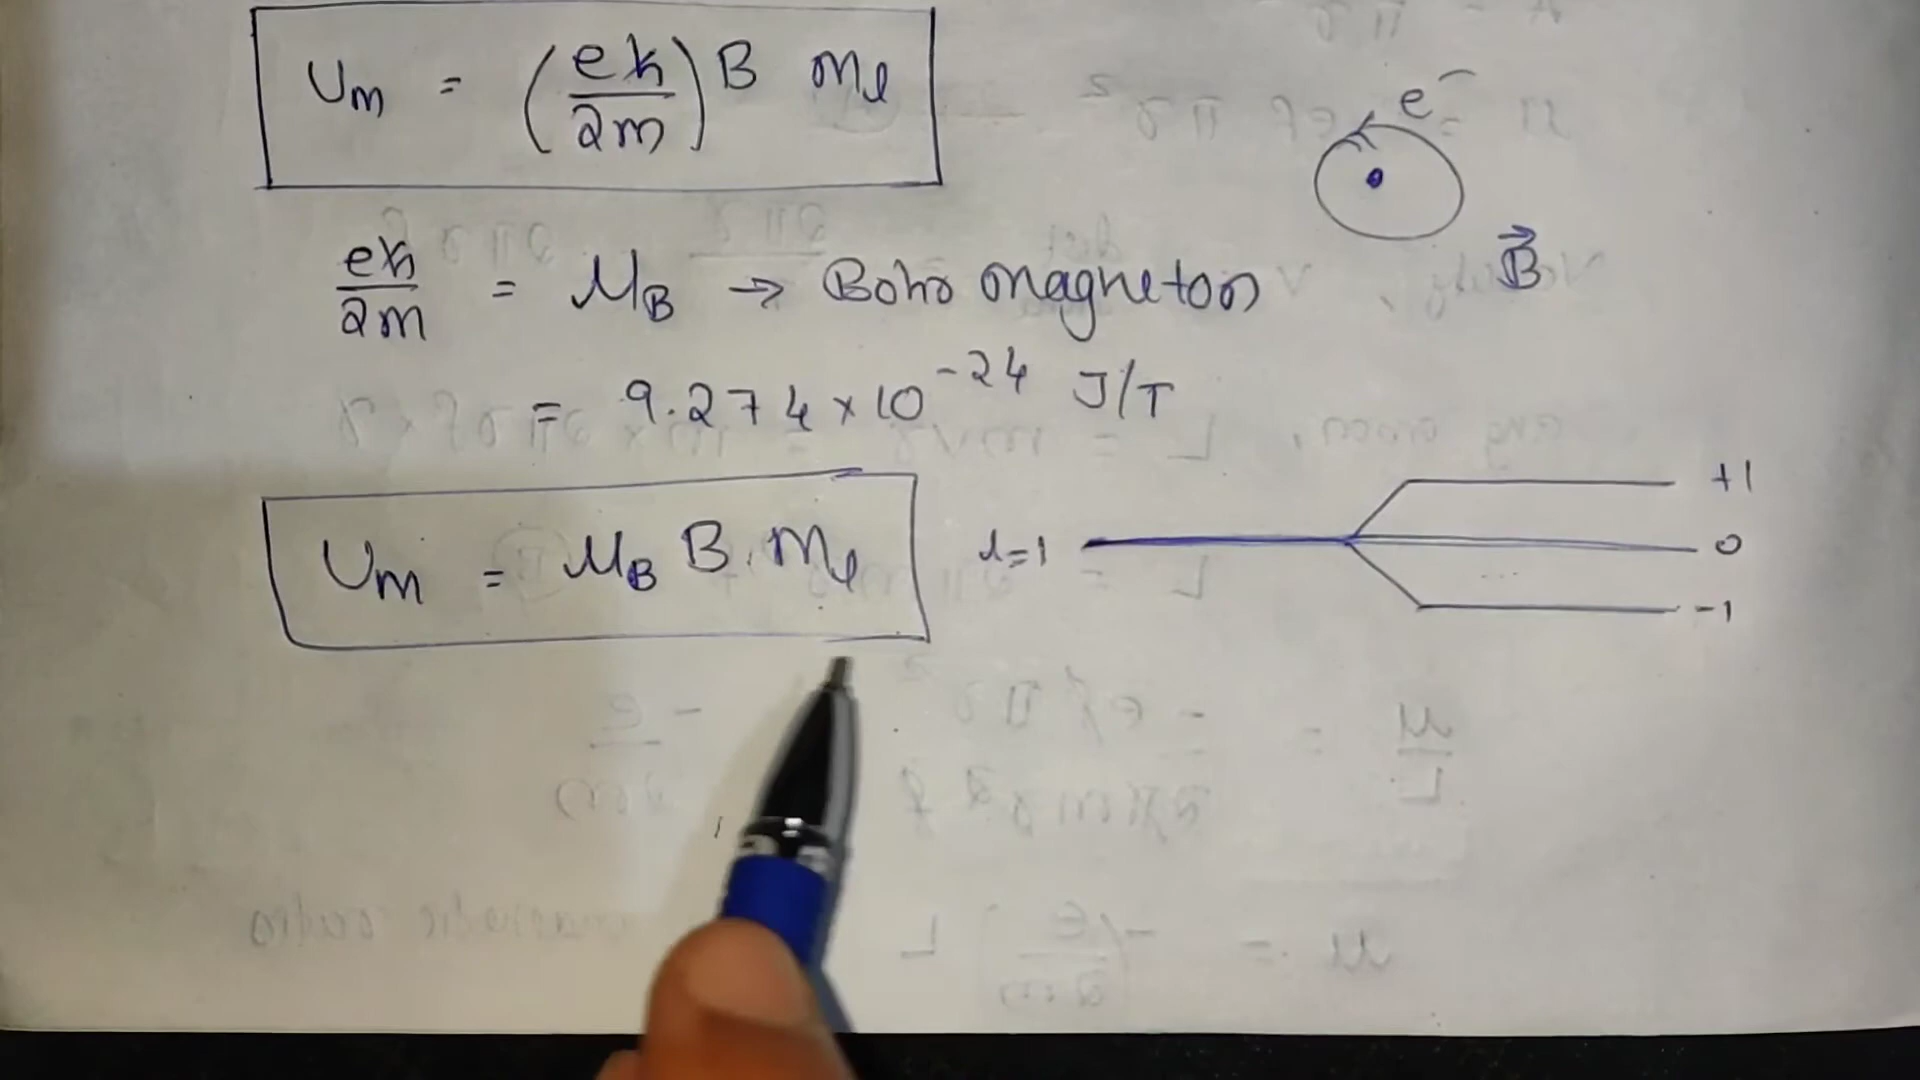 Um = (eħ/2m) B ml
e⁻
B⃗
eħ/2m = μB → Bohr magneton
= 9.274 × 10⁻²⁴ J/T
Um = μB B. ml
l=1
+1
0
-1